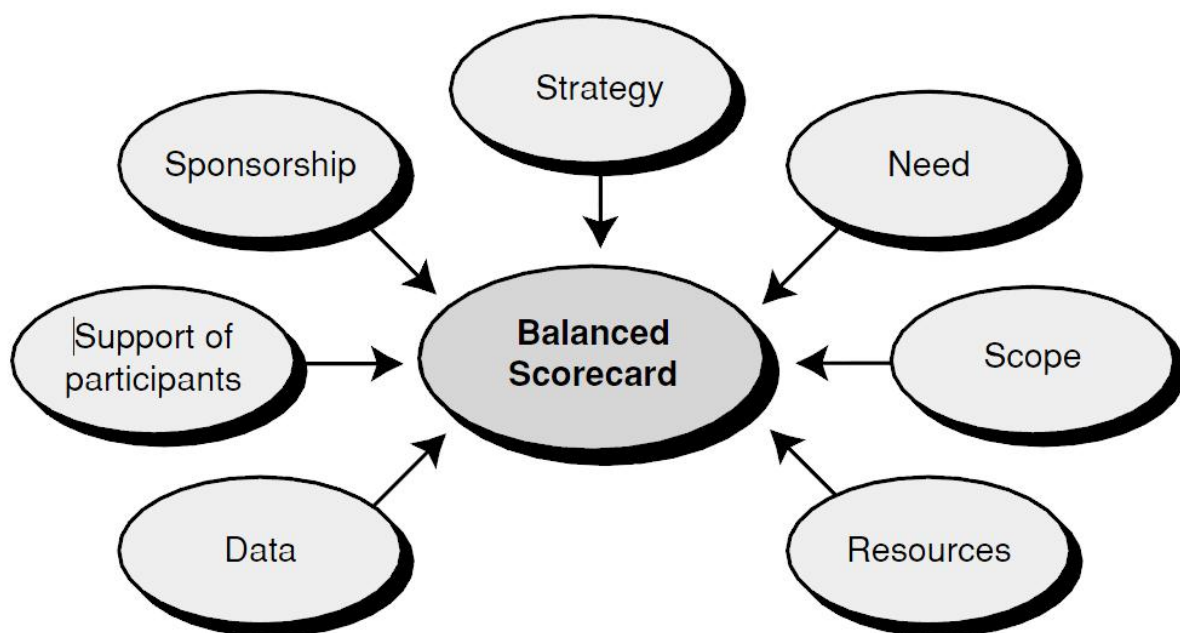 Strategy
Sponsorship
Need
Support of
participants
Balanced
Scorecard
Scope
Data
Resources